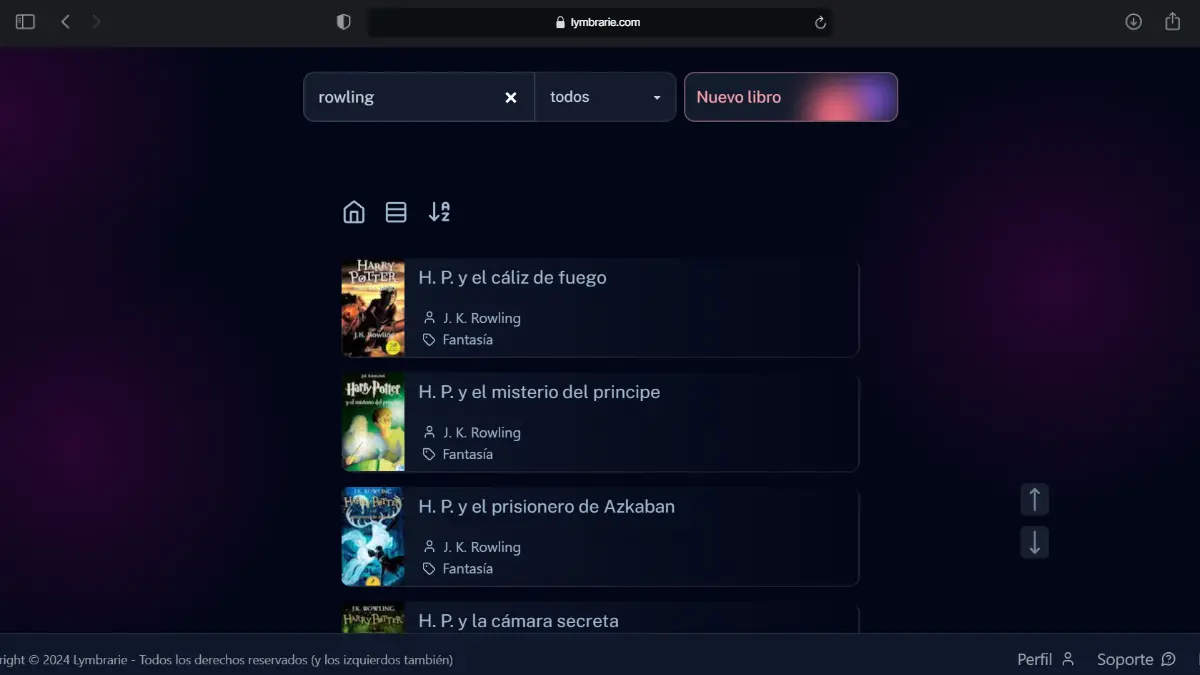 lymbrarie.com
rowling
todos
Nuevo libro
A
Z
HARRY
POTTER
J.K. Rowling
H. P. y el cáliz de fuego
J. K. Rowling
Fantasía
J.K. ROWLING
Harry Potter
y el misterio del príncipe
H. P. y el misterio del principe
J. K. Rowling
Fantasía
J.K. ROWLING
HARRY POTTER
H. P. y el prisionero de Azkaban
J. K. Rowling
Fantasía
J.K. ROWLING
HARRY POTTER
H. P. y la cámara secreta
right © 2024 Lymbrarie - Todos los derechos reservados (y los izquierdos también)
Perfil
Soporte